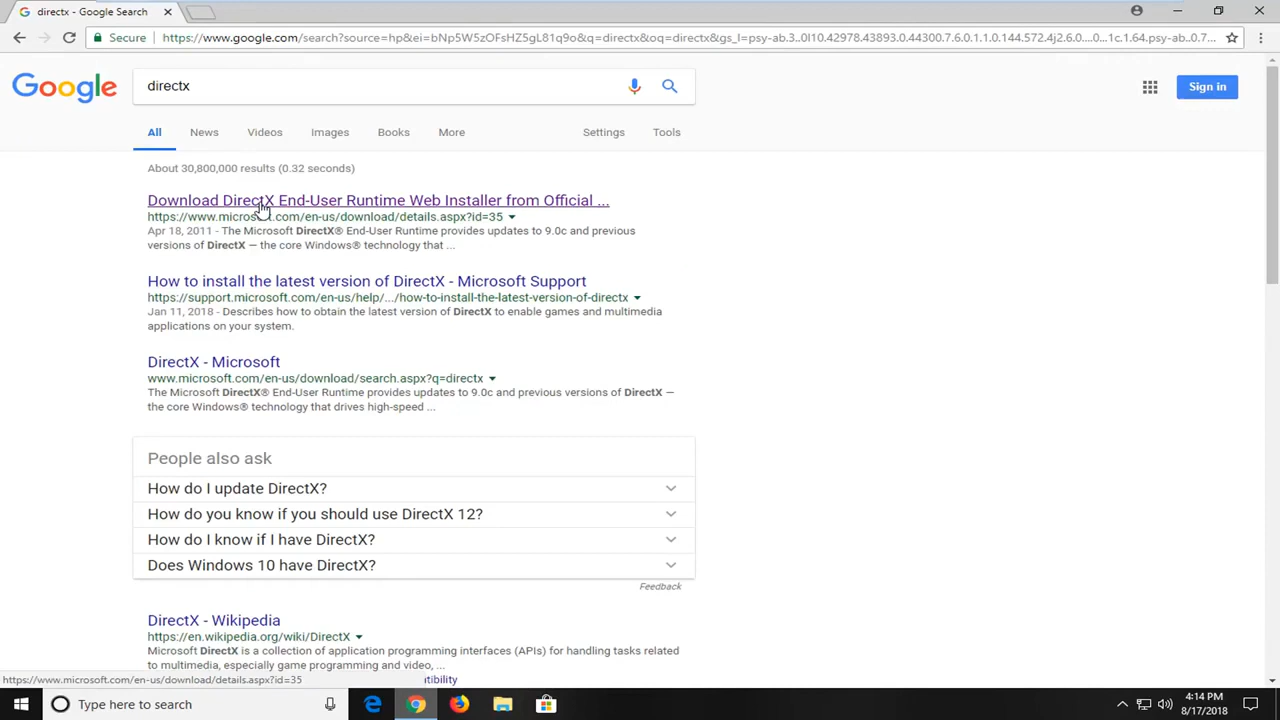 directx - Google Search
Secure
https://www.google.com/search?source=hp&ei=bNp5W5zOFsHZ5gL81q9o&q=directx&oq=directx&gs_l=psy-ab.3..0l10.42978.43893.0.44300.7.6.0.1.1.0.144.572.4j2.6.0....0...1c.1.64.psy-ab..0.7...
Google
directx
Sign in
All News Videos Images Books More Settings Tools
About 30,800,000 results (0.32 seconds)
Download DirectX End-User Runtime Web Installer from Official ...
https://www.microsoft.com/en-us/download/details.aspx?id=35
Apr 18, 2011 - The Microsoft DirectX® End-User Runtime provides updates to 9.0c and previous
versions of DirectX — the core Windows® technology that ...
How to install the latest version of DirectX - Microsoft Support
https://support.microsoft.com/en-us/help/.../how-to-install-the-latest-version-of-directx
Jan 11, 2018 - Describes how to obtain the latest version of DirectX to enable games and multimedia
applications on your system.
DirectX - Microsoft
www.microsoft.com/en-us/download/search.aspx?q=directx
The Microsoft DirectX® End-User Runtime provides updates to 9.0c and previous versions of DirectX —
the core Windows® technology that drives high-speed ...
People also ask
How do I update DirectX?
How do you know if you should use DirectX 12?
How do I know if I have DirectX?
Does Windows 10 have DirectX?
Feedback
DirectX - Wikipedia
https://en.wikipedia.org/wiki/DirectX
Microsoft DirectX is a collection of application programming interfaces (APIs) for handling tasks related
to multimedia, especially game programming and video, ...
https://www.microsoft.com/en-us/download/details.aspx?id=35
Type here to search
4:14 PM
8/17/2018